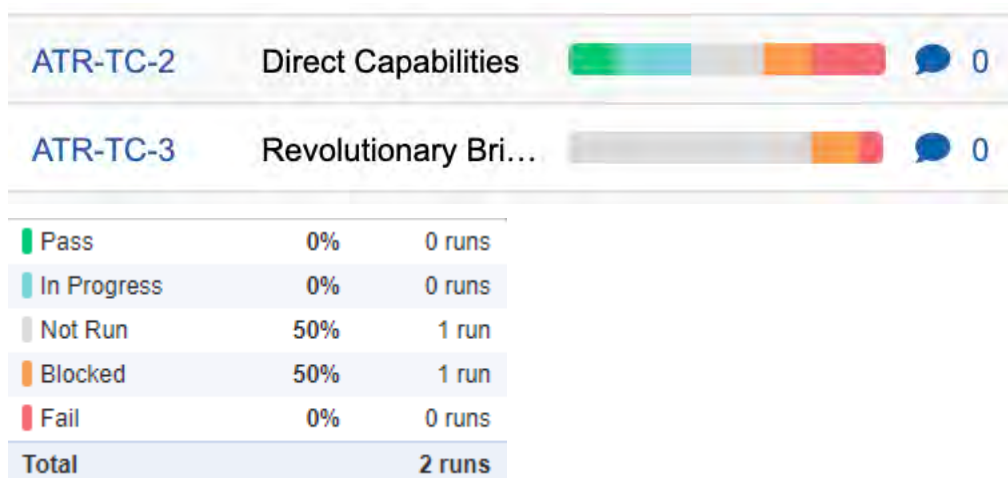 ATR-TC-2 Direct Capabilities 0
ATR-TC-3 Revolutionary Bri... 0
Pass 0% 0 runs
In Progress 0% 0 runs
Not Run 50% 1 run
Blocked 50% 1 run
Fail 0% 0 runs
Total 2 runs